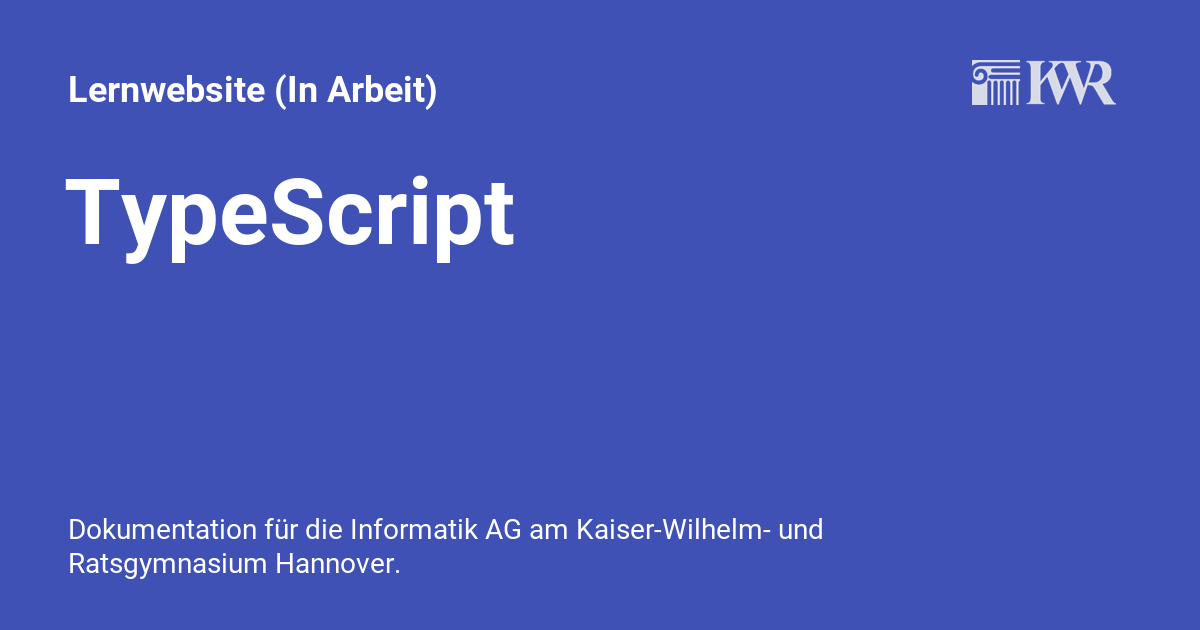 Lernwebsite (In Arbeit)
KWR
TypeScript
Dokumentation für die Informatik AG am Kaiser-Wilhelm- und
Ratsgymnasium Hannover.